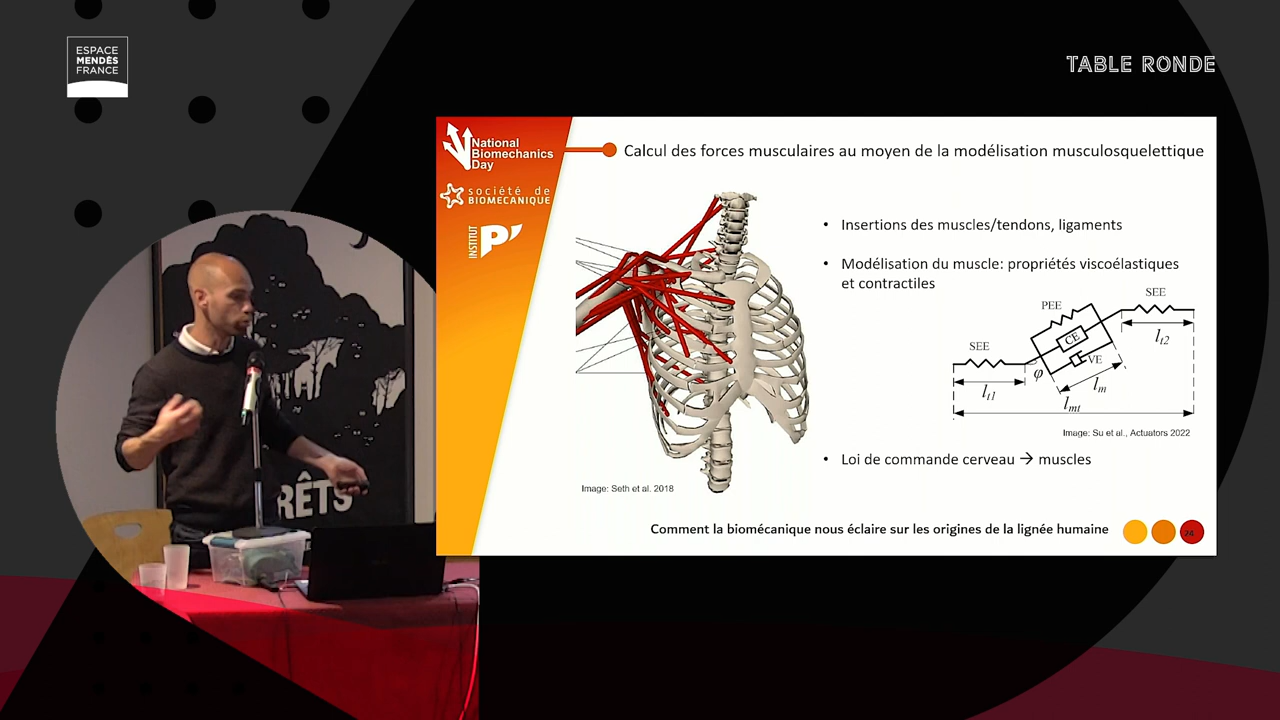 ESPACE
MENDÈS
FRANCE
TABLE RONDE
National
Biomechanics
Day
société de
BIOMECANIQUE
INSTITUT
P'
Calcul des forces musculaires au moyen de la modélisation musculosquelettique
• Insertions des muscles/tendons, ligaments
• Modélisation du muscle: propriétés viscoélastiques
et contractiles
SEE
PEE
SEE
CE
VE
φ
l_t1
l_t2
l_m
l_mt
Image: Su et al., Actuators 2022
• Loi de commande cerveau → muscles
Image: Seth et al. 2018
Comment la biomécanique nous éclaire sur les origines de la lignée humaine
RÊTS